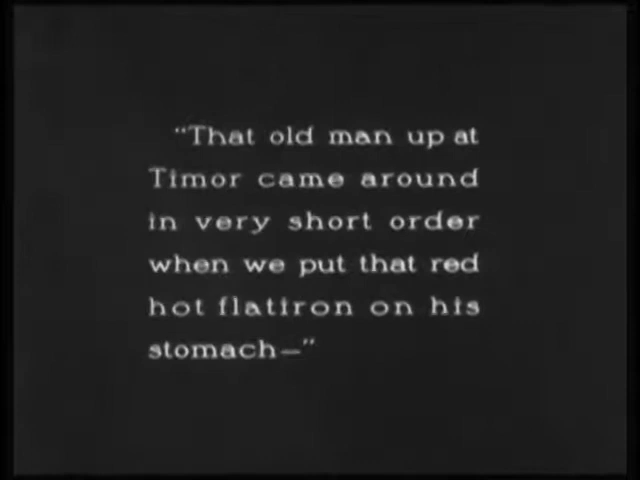 "That old man up at
Timor came around
in very short order
when we put that red
hot flatiron on his
stomach—"